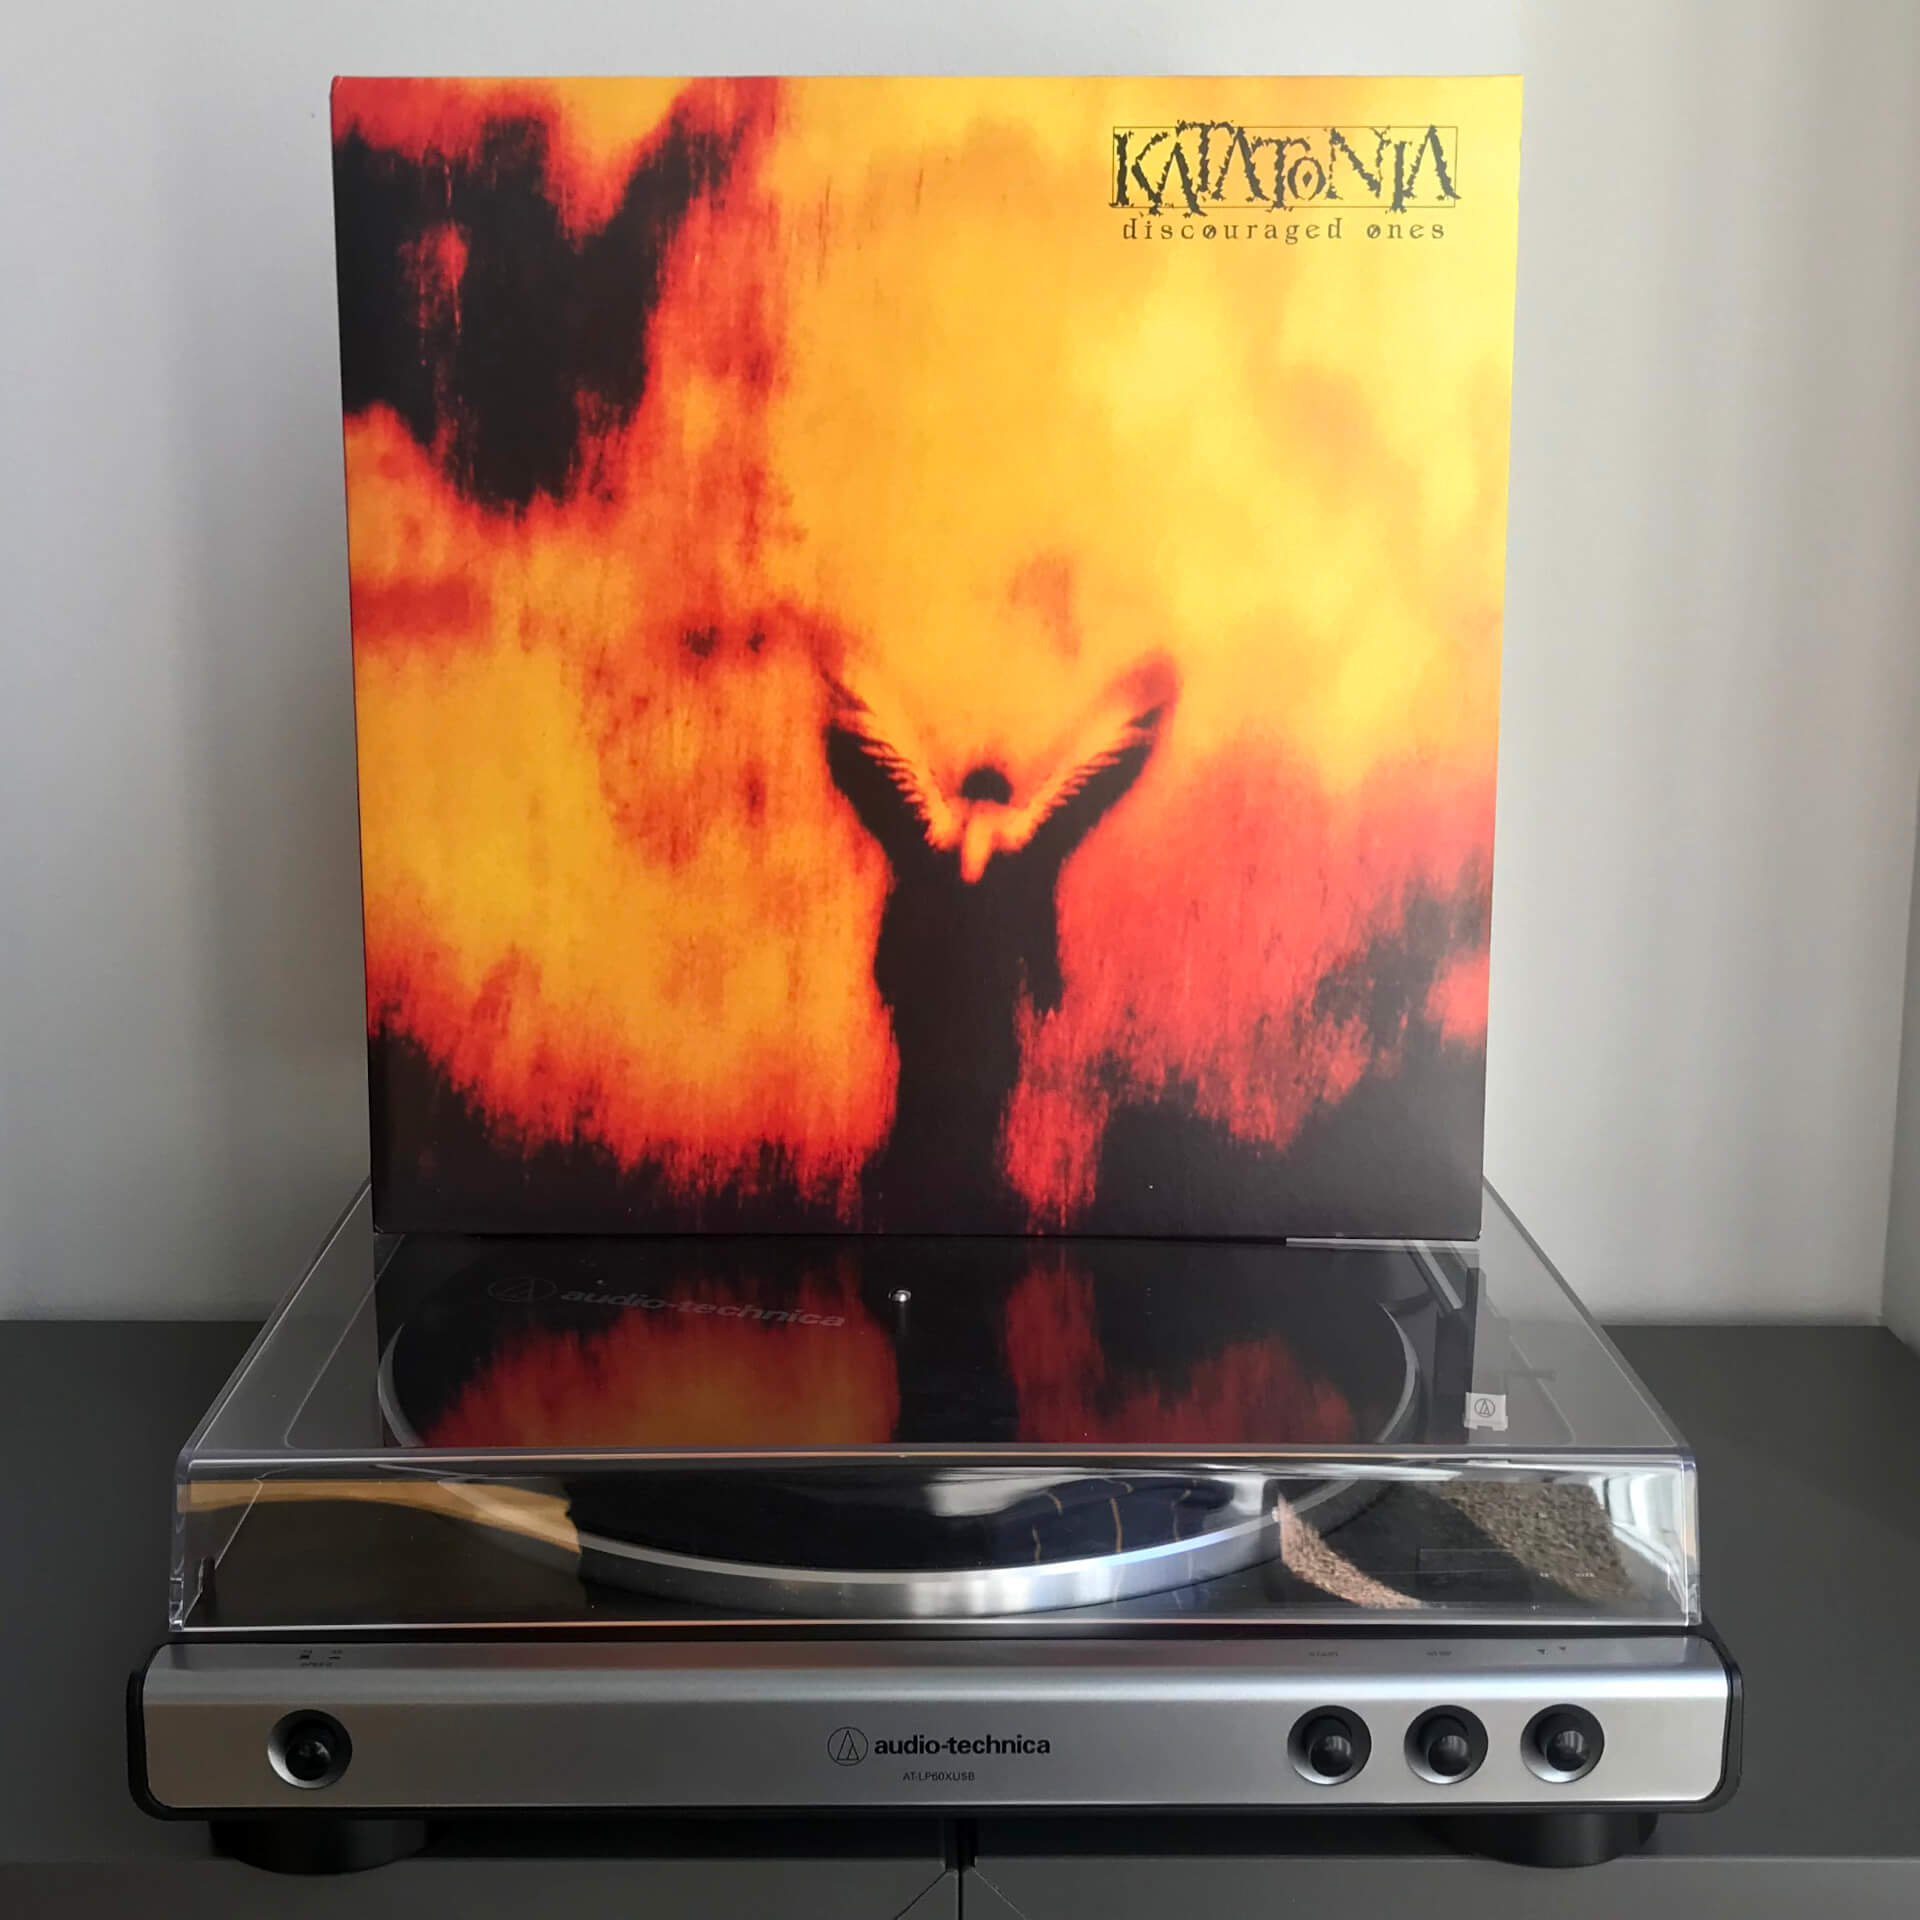 KATATONIA
discouraged ones
audio-technica
audio-technica
AT-LP60XUSB